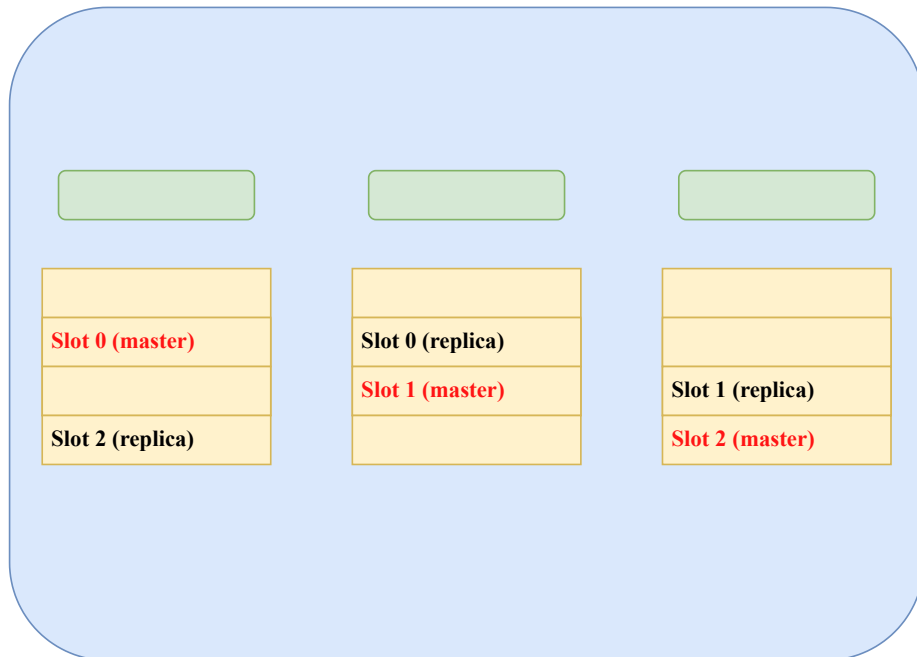 Slot 0 (master)
Slot 2 (replica)
Slot 0 (replica)
Slot 1 (master)
Slot 1 (replica)
Slot 2 (master)